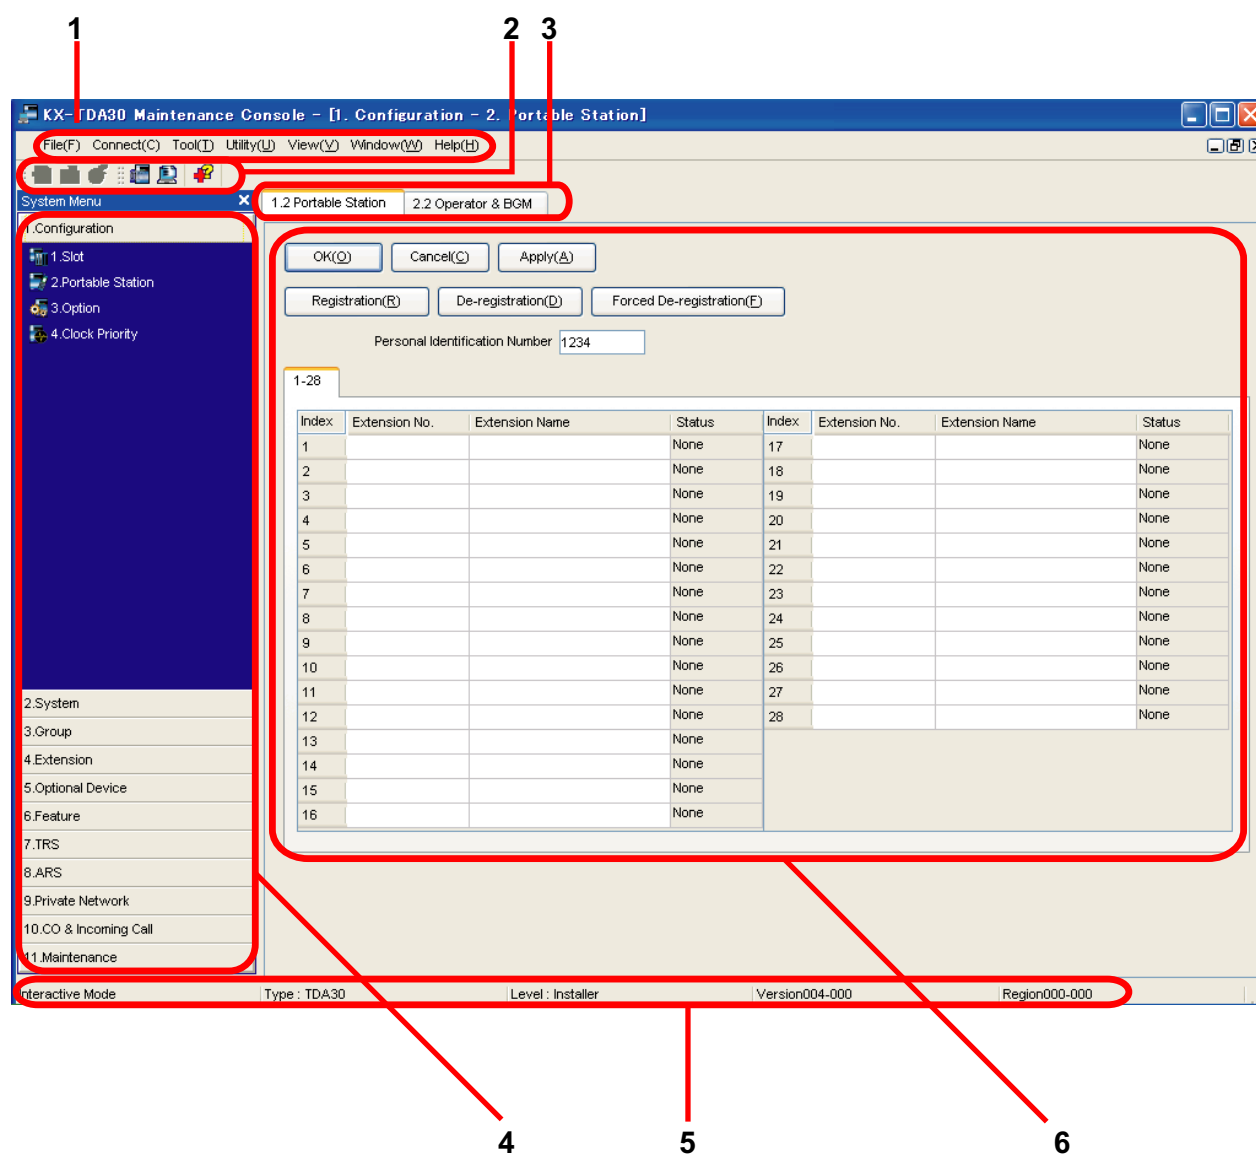 1 2 3
KX-TDA30 Maintenance Console - [1. Configuration - 2. Portable Station]
File(F) Connect(C) Tool(T) Utility(U) View(V) Window(W) Help(H)
System Menu
1.2 Portable Station 2.2 Operator & BGM
1.Configuration
1.Slot
2.Portable Station
3.Option
4.Clock Priority
2.System
3.Group
4.Extension
5.Optional Device
6.Feature
7.TRS
8.ARS
9.Private Network
10.CO & Incoming Call
11.Maintenance
OK(O) Cancel(C) Apply(A)
Registration(R) De-registration(D) Forced De-registration(F)
Personal Identification Number 1234
1-28
Index Extension No. Extension Name Status Index Extension No. Extension Name Status
1 None 17 None
2 None 18 None
3 None 19 None
4 None 20 None
5 None 21 None
6 None 22 None
7 None 23 None
8 None 24 None
9 None 25 None
10 None 26 None
11 None 27 None
12 None 28 None
13 None
14 None
15 None
16 None
Interactive Mode Type : TDA30 Level : Installer Version004-000 Region000-000
4 5 6